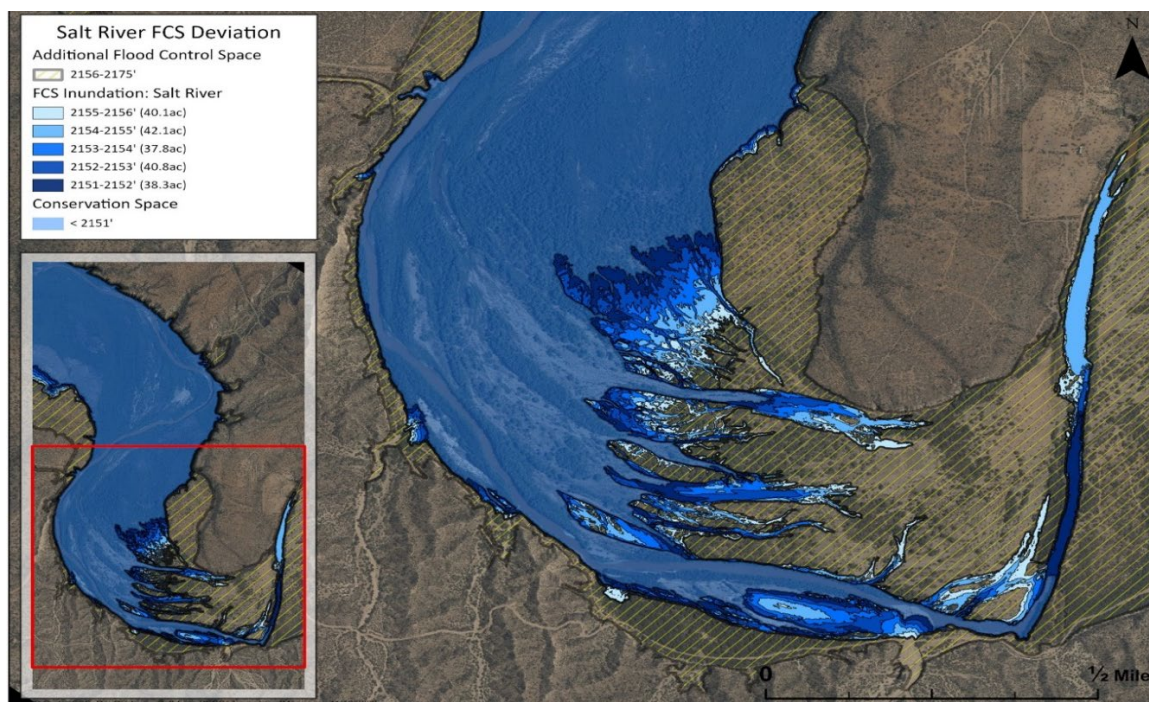 Salt River FCS Deviation
Additional Flood Control Space
2156-2175'
FCS Inundation: Salt River
2155-2156' (40.1ac)
2154-2155' (42.1ac)
2153-2154' (37.8ac)
2152-2153' (40.8ac)
2151-2152' (38.3ac)
Conservation Space
< 2151'
N
0
½ Mile